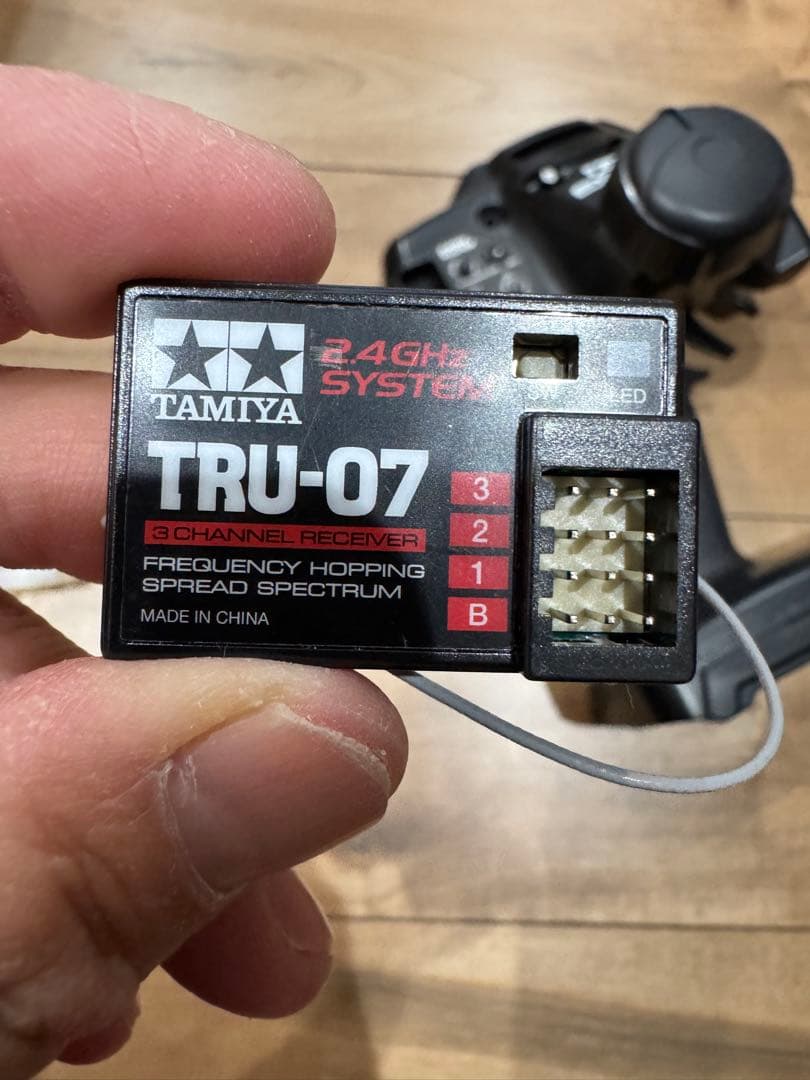 TAMIYA
2.4GHz
SYSTEM
SW
LED
TRU-07
3 CHANNEL RECEIVER
FREQUENCY HOPPING
SPREAD SPECTRUM
MADE IN CHINA
3
2
1
B